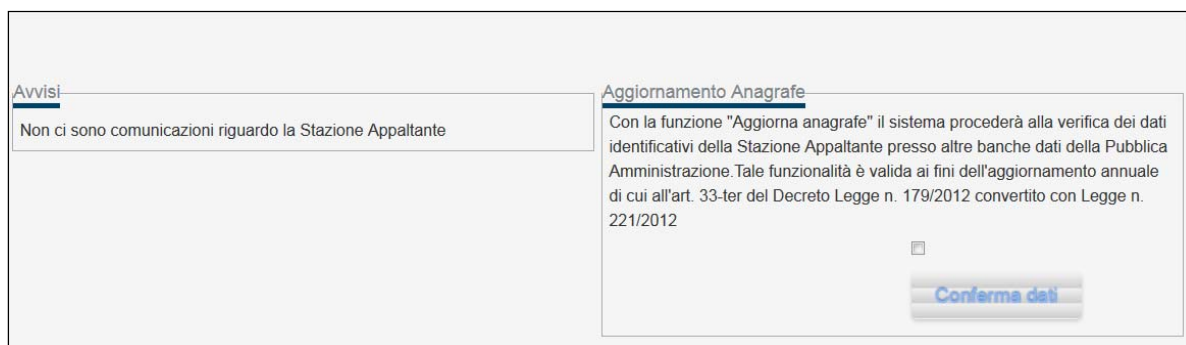 Avvisi
Non ci sono comunicazioni riguardo la Stazione Appaltante
Aggiornamento Anagrafe
Con la funzione "Aggiorna anagrafe" il sistema procederà alla verifica dei dati
identificativi della Stazione Appaltante presso altre banche dati della Pubblica
Amministrazione.Tale funzionalità è valida ai fini dell'aggiornamento annuale
di cui all'art. 33-ter del Decreto Legge n. 179/2012 convertito con Legge n.
221/2012
Conferma dati